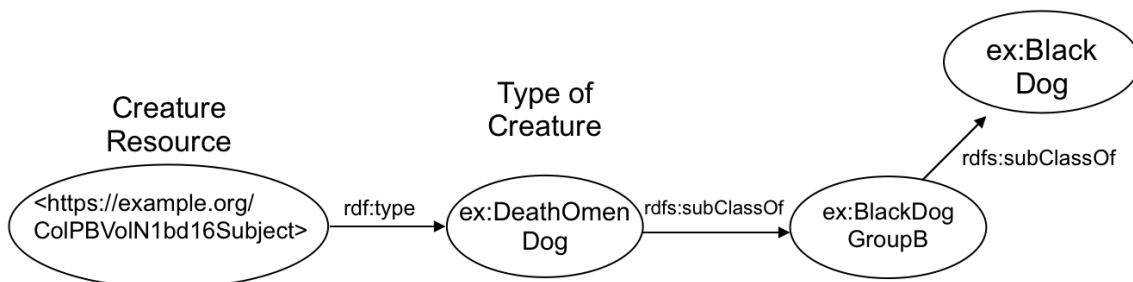 Creature
Resource
<https://example.org/
ColPBVolN1bd16Subject>
rdf:type
Type of
Creature
ex:DeathOmen
Dog
rdfs:subClassOf
ex:BlackDog
GroupB
rdfs:subClassOf
ex:Black
Dog